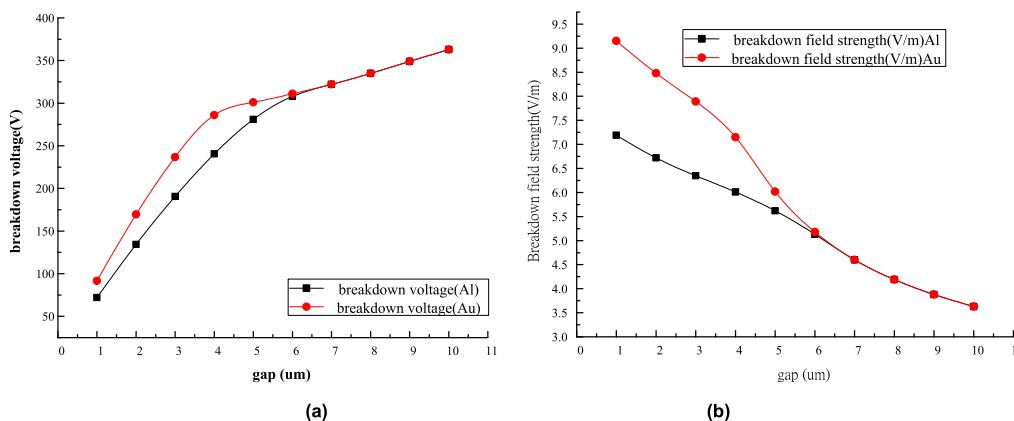 400
350
300
250
200
150
100
50
breakdown voltage(V)
breakdown voltage(Al)
breakdown voltage(Au)
0 1 2 3 4 5 6 7 8 9 10 11
gap (um)
(a)
9.5
9.0
8.5
8.0
7.5
7.0
6.5
6.0
5.5
5.0
4.5
4.0
3.5
3.0
Breakdown field strength(V/m)
breakdown field strength(V/m)Al
breakdown field strength(V/m)Au
0 1 2 3 4 5 6 7 8 9 10 1
gap (um)
(b)